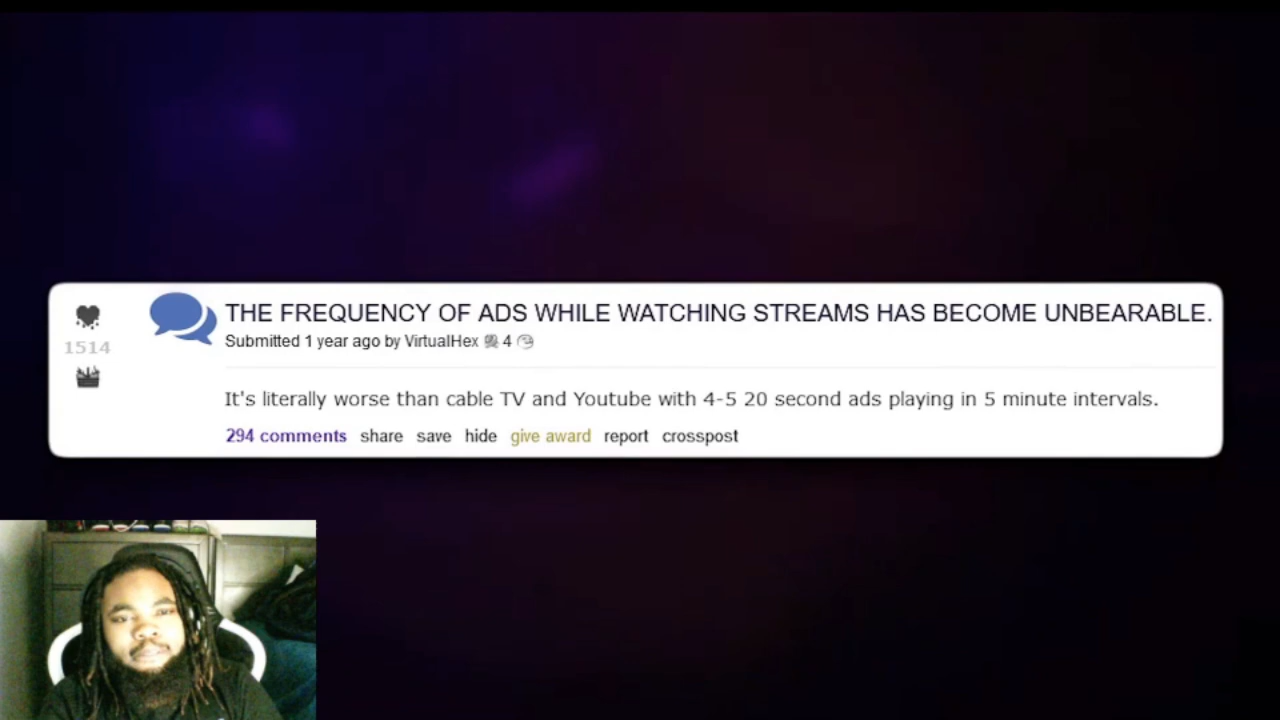 THE FREQUENCY OF ADS WHILE WATCHING STREAMS HAS BECOME UNBEARABLE.
1514
Submitted 1 year ago by VirtualHex 4
It's literally worse than cable TV and Youtube with 4-5 20 second ads playing in 5 minute intervals.
294 comments share save hide give award report crosspost